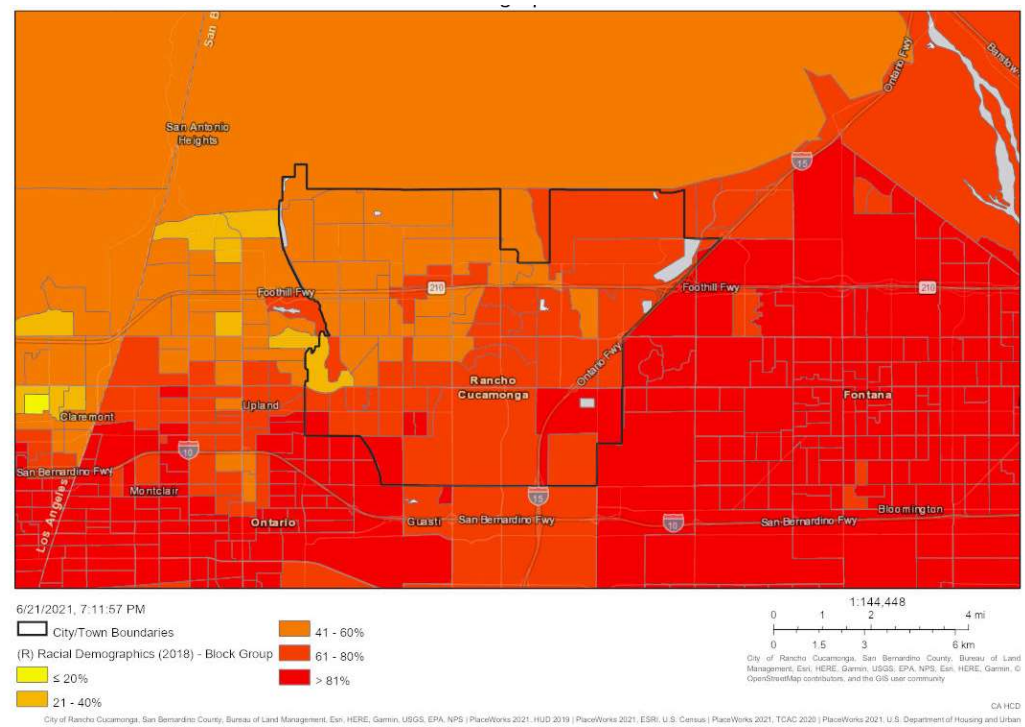 San Antonio
Heights
Ontario Fwy
Barstow
15
Foothill Fwy
210
Foothill Fwy
210
Ontario Fwy
Rancho
Cucamonga
Fontana
Claremont
Upland
10
San Bernardino Fwy
Montclair
Los Angeles
Ontario
Guasti
San Bernardino Fwy
15
10
San Bernardino Fwy
Bloomington
6/21/2021, 7:11:57 PM
City/Town Boundaries
(R) Racial Demographics (2018) - Block Group
≤ 20%
21 - 40%
41 - 60%
61 - 80%
> 81%
1:144,448
0 1 2 4 mi
0 1.5 3 6 km
City of Rancho Cucamonga, San Bernardino County, Bureau of Land
Management, Esri, HERE, Garmin, USGS, EPA, NPS, Esri, HERE, Garmin, ©
OpenStreetMap contributors, and the GIS user community
CA HCD
City of Rancho Cucamonga, San Bernardino County, Bureau of Land Management, Esri, HERE, Garmin, USGS, EPA, NPS | PlaceWorks 2021, HUD 2019 | PlaceWorks 2021, ESRI, U.S. Census | PlaceWorks 2021, TCAC 2020 | PlaceWorks 2021, U.S. Department of Housing and Urban